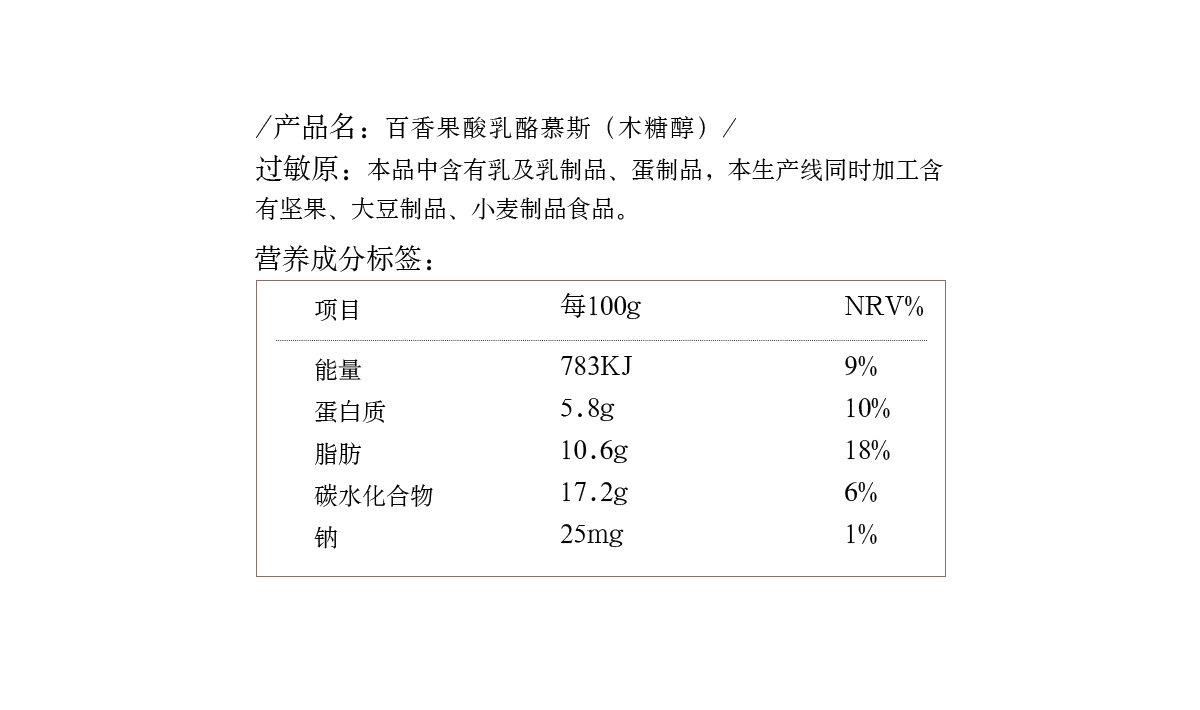 /产品名：百香果酸乳酪慕斯（木糖醇）/
过敏原：本品中含有乳及乳制品、蛋制品，本生产线同时加工含
有坚果、大豆制品、小麦制品食品。
营养成分标签：
项目 每100g NRV%
能量 783KJ 9%
蛋白质 5.8g 10%
脂肪 10.6g 18%
碳水化合物 17.2g 6%
钠 25mg 1%